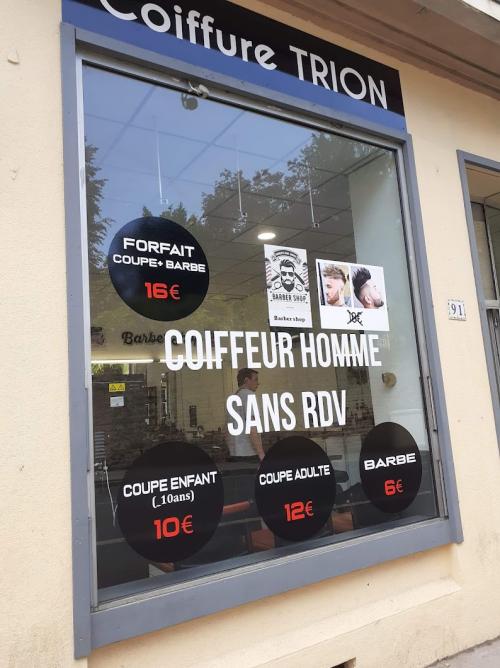 Coiffure TRION
FORFAIT
COUPE+ BARBE
16€
BARBER SHOP
Barber shop
COIFFEUR HOMME
SANS RDV
91
COUPE ENFANT
(_10ans)
10€
COUPE ADULTE
12€
BARBE
6€